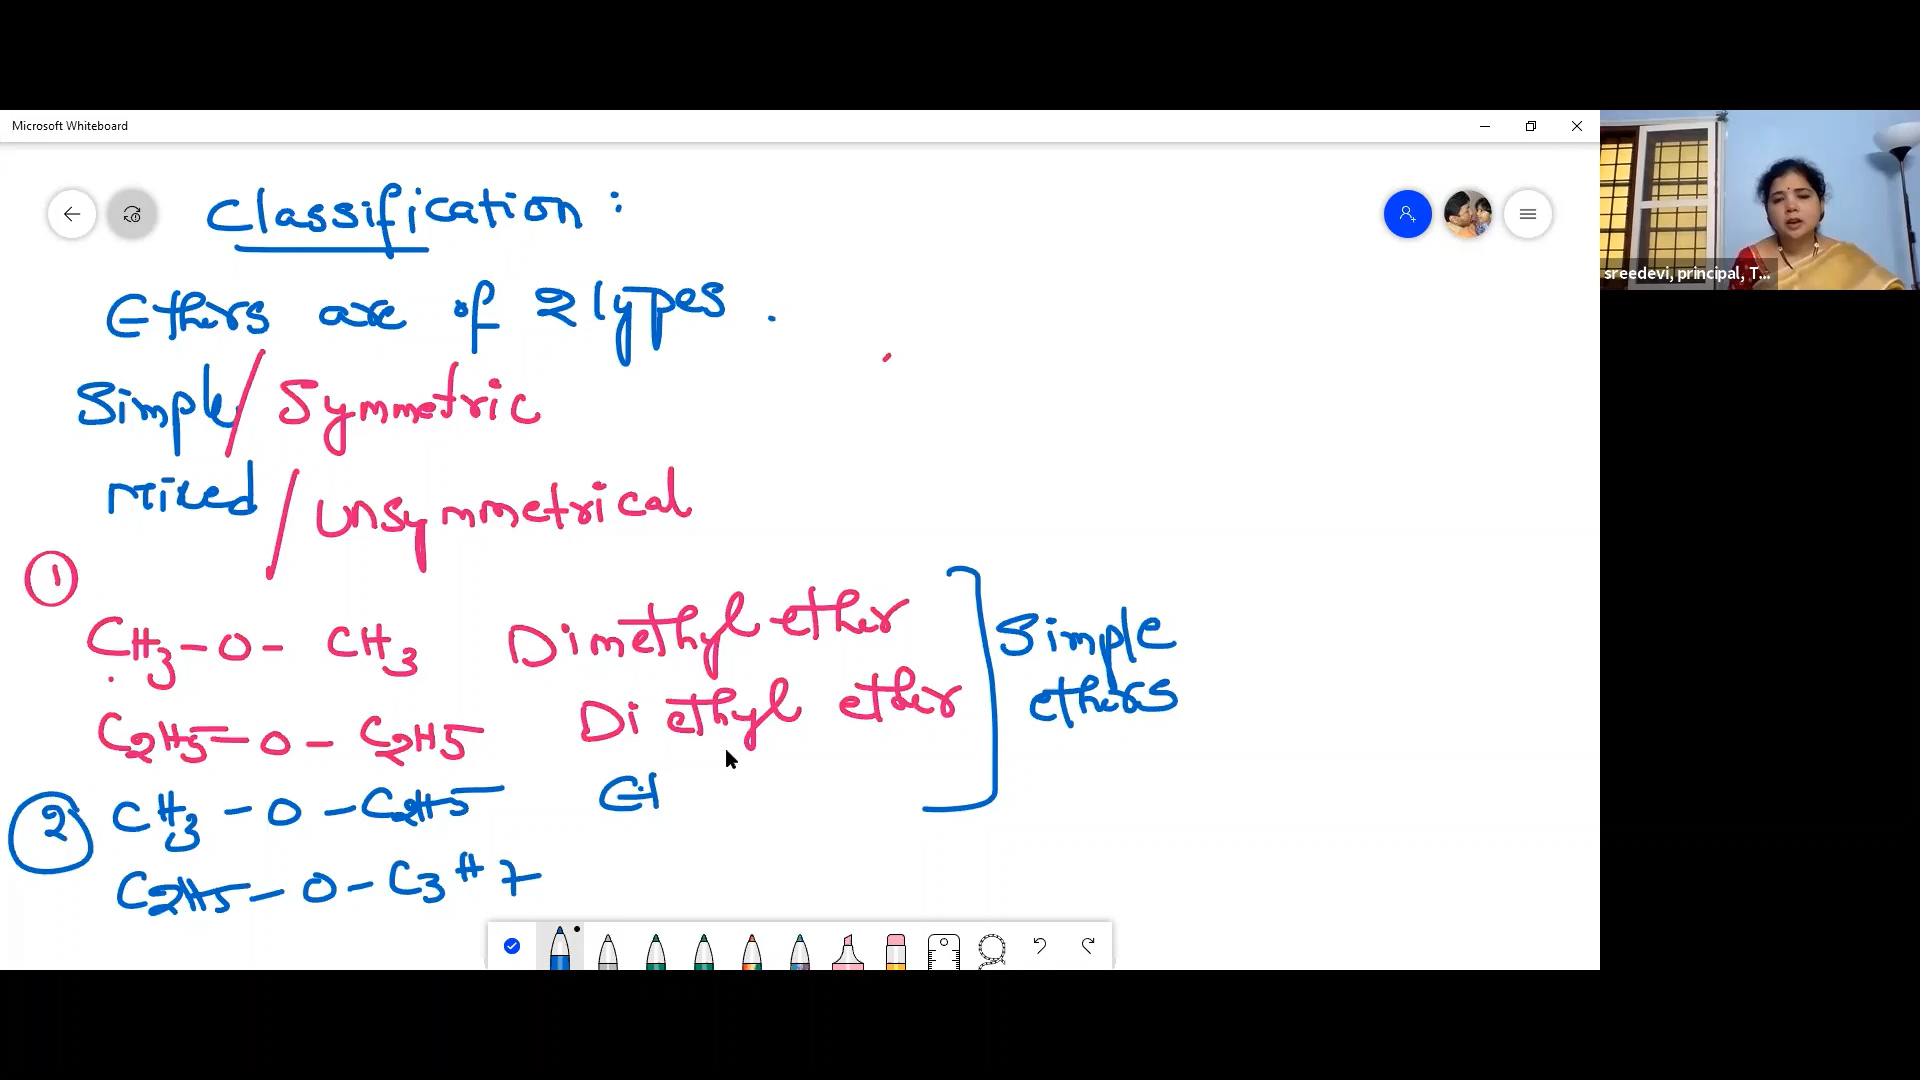 Microsoft Whiteboard
sreedevi, principal, T...
Classification :
Ethers are of 2 types .
Simple / Symmetric
mixed / Unsymmetrical
1
CH3 - O - CH3 Dimethyl ether
C2H5 - O - C2H5 Di ethyl ether
Simple
ethers
2 CH3 - O - C2H5 Et
C2H5 - O - C3H7